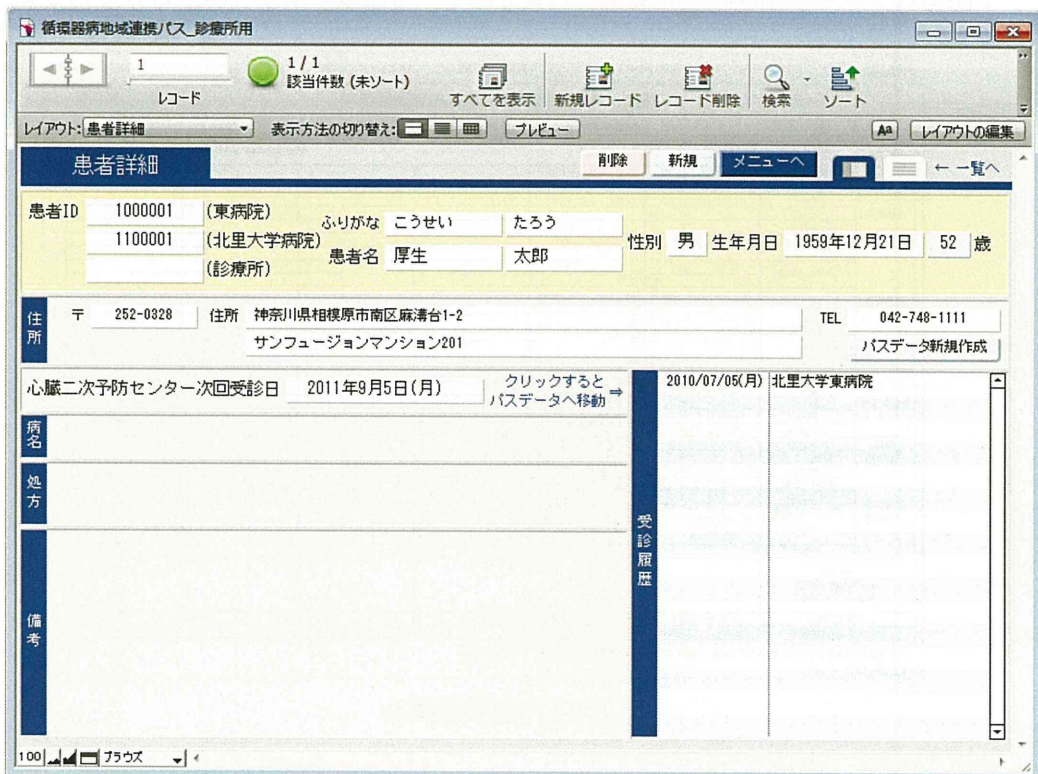 循環器病地域連携パス_診療所用
1
レコード
1 / 1
該当件数 (未ソート)
すべてを表示 新規レコード レコード削除 検索 ソート
レイアウト: 患者詳細 表示方法の切り替え: プレビュー Aa レイアウトの編集
患者詳細 削除 新規 メニューへ ← 一覧へ
患者ID 1000001 (東病院)
1100001 (北里大学病院)
(診療所)
ふりがな こうせい たろう
患者名 厚生 太郎
性別 男 生年月日 1959年12月21日 52 歳
住所
〒 252-0328 住所 神奈川県相模原市南区麻溝台1-2 TEL 042-748-1111
サンフュージョンマンション201 パスデータ新規作成
心臓二次予防センター次回受診日 2011年9月5日(月) クリックすると
パスデータへ移動 ⇒
病名
処方
備考
受診履歴
2010/07/05(月) 北里大学東病院
100 ブラウズ